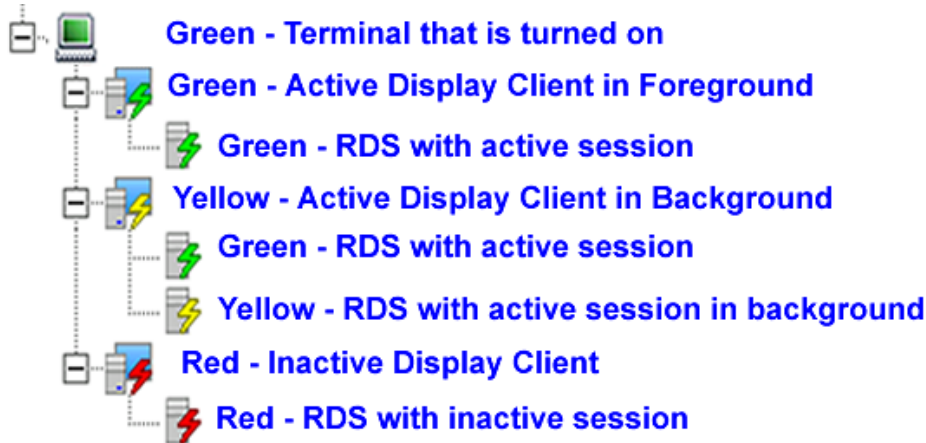 Green - Terminal that is turned on
Green - Active Display Client in Foreground
Green - RDS with active session
Yellow - Active Display Client in Background
Green - RDS with active session
Yellow - RDS with active session in background
Red - Inactive Display Client
Red - RDS with inactive session